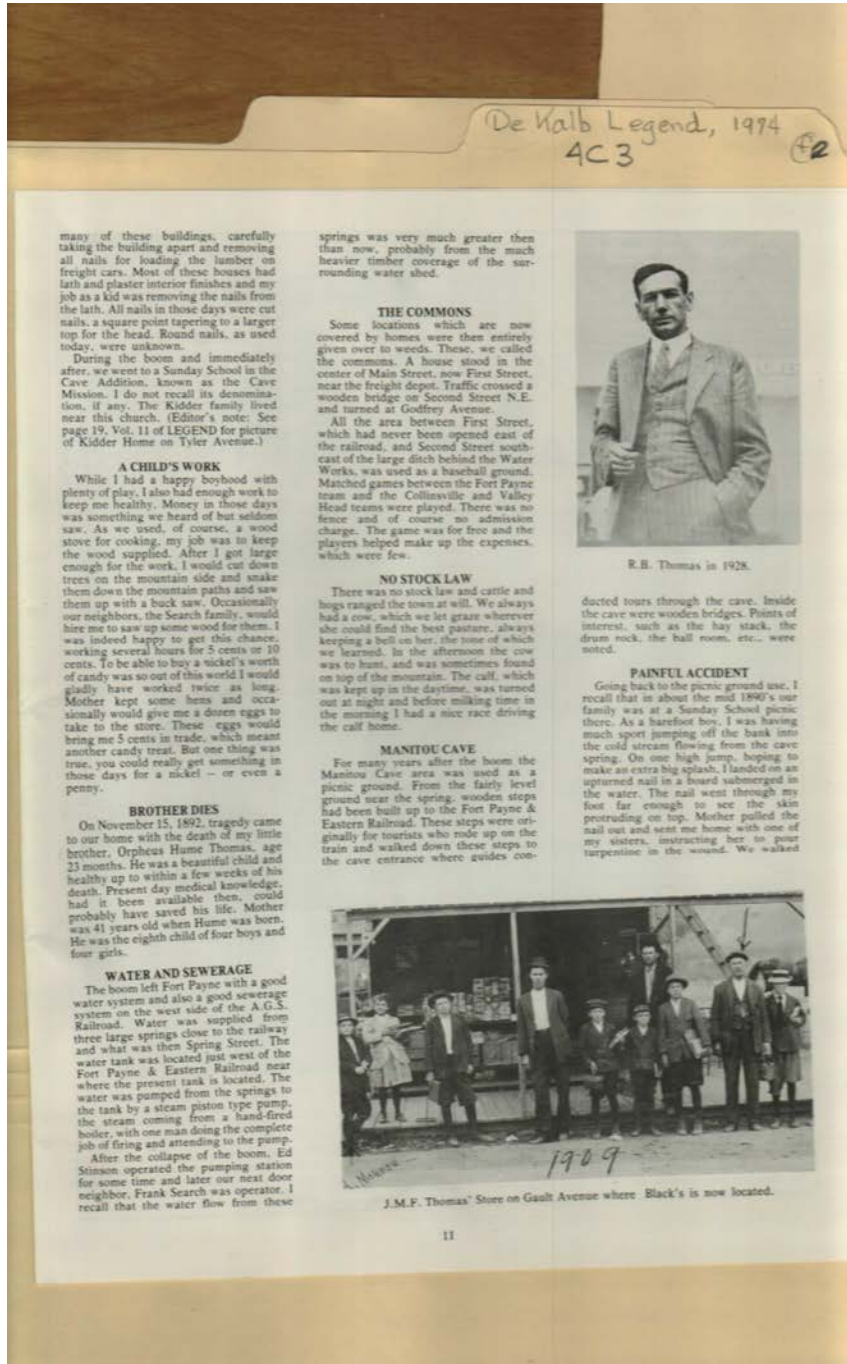 De Kalb Legend, 1974
4C3
many of these buildings, carefully
taking the building apart and removing
all nails for loading the lumber on
freight cars. Most of these houses had
lath and plaster interior finishes and my
job as a kid was removing the nails from
the lath. All nails in those days were cut
nails, a square point tapering to a larger
top for the head. Round nails, as used
today, were unknown.
During the boom and immediately
after, we went to a Sunday School in the
Cave Addition, known as the Cave
Mission. I do not recall its denomina-
tion, if any. The Kidder family lived
near this church. (Editor's note: See
page 19, Vol. 11 of LEGEND for picture
of Kidder Home on Tyler Avenue.)
A CHILD'S WORK
While I had a happy boyhood with
plenty of play, I also had enough work to
keep me healthy. Money in those days
was something we heard of but seldom
saw. As we used, of course, a wood
stove for cooking, my job was to keep
the wood supplied. After I got large
enough for the work, I would cut down
trees on the mountain side and snake
them down the mountain paths and saw
them up with a buck saw. Occasionally
our neighbors, the Search family, would
hire me to saw up some wood for them. I
was indeed happy to get this chance,
working several hours for 5 cents or 10
cents. To be able to buy a nickel's worth
of candy was so out of this world I would
gladly have worked twice as long.
Mother kept some hens and occa-
sionally would give me a dozen eggs to
take to the store. These eggs would
bring me 5 cents in trade, which meant
another candy treat. But one thing was
true, you could really get something in
those days for a nickel — or even a
penny.
BROTHER DIES
On November 15, 1892, tragedy came
to our home with the death of my little
brother, Orpheus Hume Thomas, age
23 months. He was a beautiful child and
healthy up to within a few weeks of his
death. Present day medical knowledge,
had it been available then, could
probably have saved his life. Mother
was 41 years old when Hume was born.
He was the eighth child of four boys and
four girls.
WATER AND SEWERAGE
The boom left Fort Payne with a good
water system and also a good sewerage
system on the west side of the A.G.S.
Railroad. Water was supplied from
three large springs close to the railway
and what was then Spring Street. The
water tank was located just west of the
Fort Payne & Eastern Railroad near
where the present tank is located. The
water was pumped from the springs to
the tank by a steam piston type pump,
the steam coming from a hand-fired
boiler, with one man doing the complete
job of firing and attending to the pump.
After the collapse of the boom, Ed
Stinson operated the pumping station
for some time and later our next door
neighbor, Frank Search was operator. I
recall that the water flow from these
springs was very much greater then
than now, probably from the much
heavier timber coverage of the sur-
rounding water shed.
THE COMMONS
Some locations which are now
covered by homes were then entirely
given over to weeds. These, we called
the commons. A house stood in the
center of Main Street, now First Street,
near the freight depot. Traffic crossed a
wooden bridge on Second Street N.E.
and turned at Godfrey Avenue.
All the area between First Street,
which had never been opened east of
the railroad, and Second Street south-
east of the large ditch behind the Water
Works, was used as a baseball ground.
Matched games between the Fort Payne
team and the Collinsville and Valley
Head teams were played. There was no
fence and of course no admission
charge. The game was for free and the
players helped make up the expenses,
which were few.
NO STOCK LAW
There was no stock law and cattle and
hogs ranged the town at will. We always
had a cow, which we let graze wherever
she could find the best pasture, always
keeping a bell on her, the tone of which
we learned. In the afternoon the cow
was to hunt, and was sometimes found
on top of the mountain. The calf, which
was kept up in the daytime, was turned
out at night and before milking time in
the morning I had a nice race driving
the calf home.
MANITOU CAVE
For many years after the boom the
Manitou Cave area was used as a
picnic ground. From the fairly level
ground near the spring, wooden steps
had been built up to the Fort Payne &
Eastern Railroad. These steps were ori-
ginally for tourists who rode up on the
train and walked down these steps to
the cave entrance where guides con-
R.B. Thomas in 1928.
ducted tours through the cave. Inside
the cave were wooden bridges. Points of
interest, such as the hay stack, the
drum rock, the ball room, etc., were
noted.
PAINFUL ACCIDENT
Going back to the picnic ground use, I
recall that in about the mid 1890's our
family was at a Sunday School picnic
there. As a barefoot boy, I was having
much sport jumping off the bank into
the cold stream flowing from the cave
spring. On one high jump, hoping to
make an extra big splash, I landed on an
upturned nail in a board submerged in
the water. The nail went through my
foot far enough to see the skin
protruding on top. Mother pulled the
nail out and sent me home with one of
my sisters, instructing her to pour
turpentine in the wound. We walked
1909
J.M.F. Thomas' Store on Gault Avenue where Black's is now located.
11